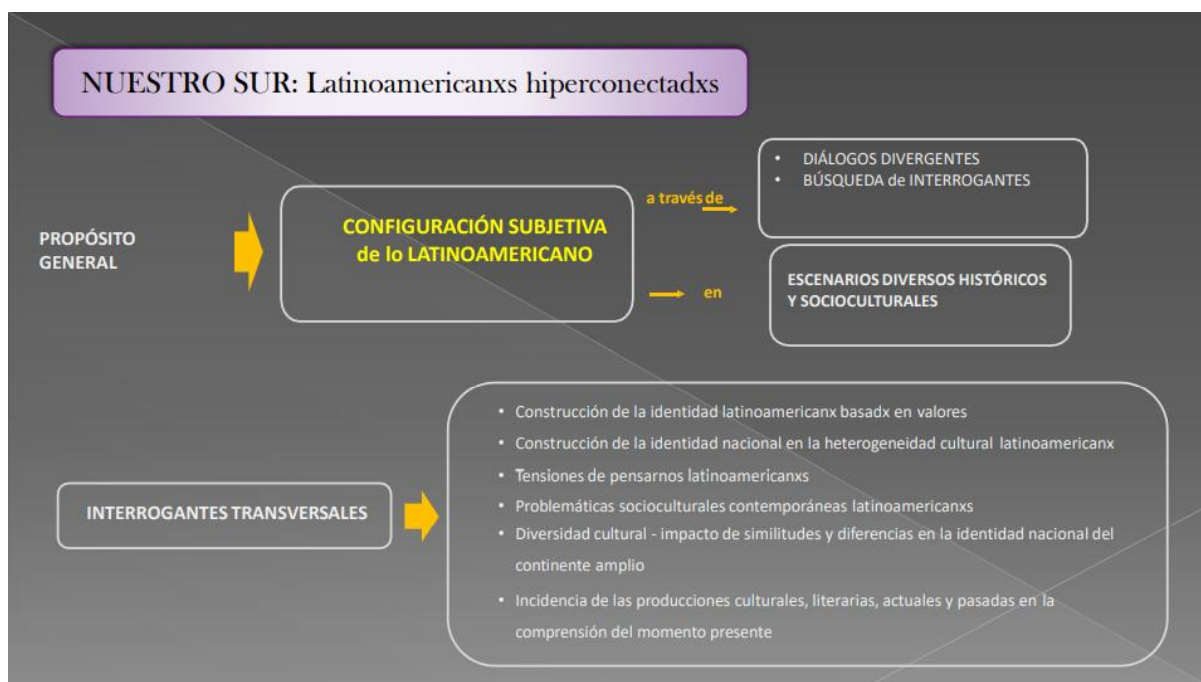 NUESTRO SUR: Latinoamericanxs hiperconectadxs
PROPÓSITO
GENERAL
CONFIGURACIÓN SUBJETIVA
de lo LATINOAMERICANO
a través de
• DIÁLOGOS DIVERGENTES
• BÚSQUEDA de INTERROGANTES
en
ESCENARIOS DIVERSOS HISTÓRICOS
Y SOCIOCULTURALES
INTERROGANTES TRANSVERSALES
• Construcción de la identidad latinoamericanx basadx en valores
• Construcción de la identidad nacional en la heterogeneidad cultural latinoamericanx
• Tensiones de pensarnos latinoamericanxs
• Problemáticas socioculturales contemporáneas latinoamericanxs
• Diversidad cultural - impacto de similitudes y diferencias en la identidad nacional del
continente amplio
• Incidencia de las producciones culturales, literarias, actuales y pasadas en la
comprensión del momento presente